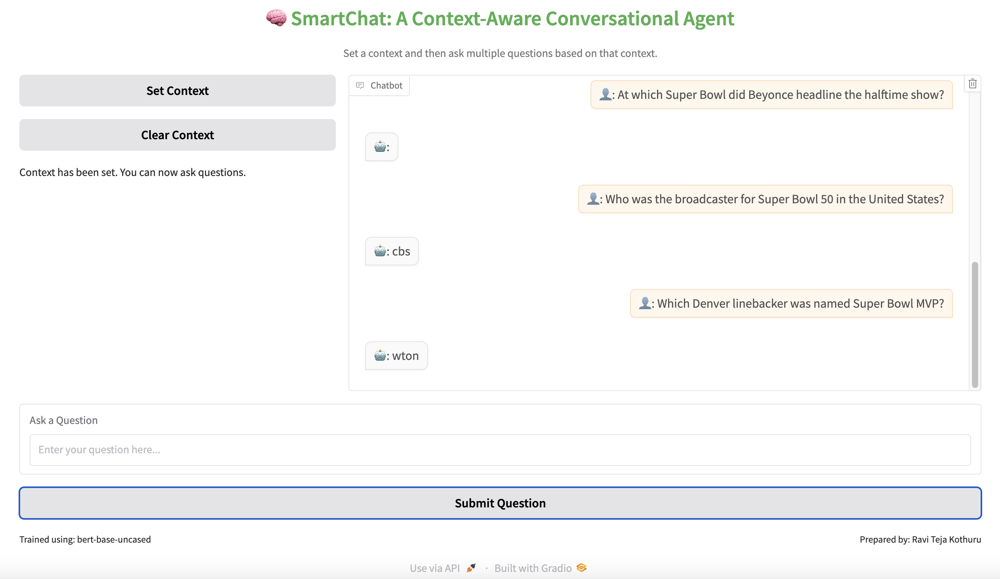 🧠 SmartChat: A Context-Aware Conversational Agent
Set a context and then ask multiple questions based on that context.
Set Context
Clear Context
Context has been set. You can now ask questions.
Chatbot
👤: At which Super Bowl did Beyonce headline the halftime show?
🤖:
👤: Who was the broadcaster for Super Bowl 50 in the United States?
🤖: cbs
👤: Which Denver linebacker was named Super Bowl MVP?
🤖: wton
Ask a Question
Enter your question here...
Submit Question
Trained using: bert-base-uncased
Prepared by: Ravi Teja Kothuru
Use via API · Built with Gradio